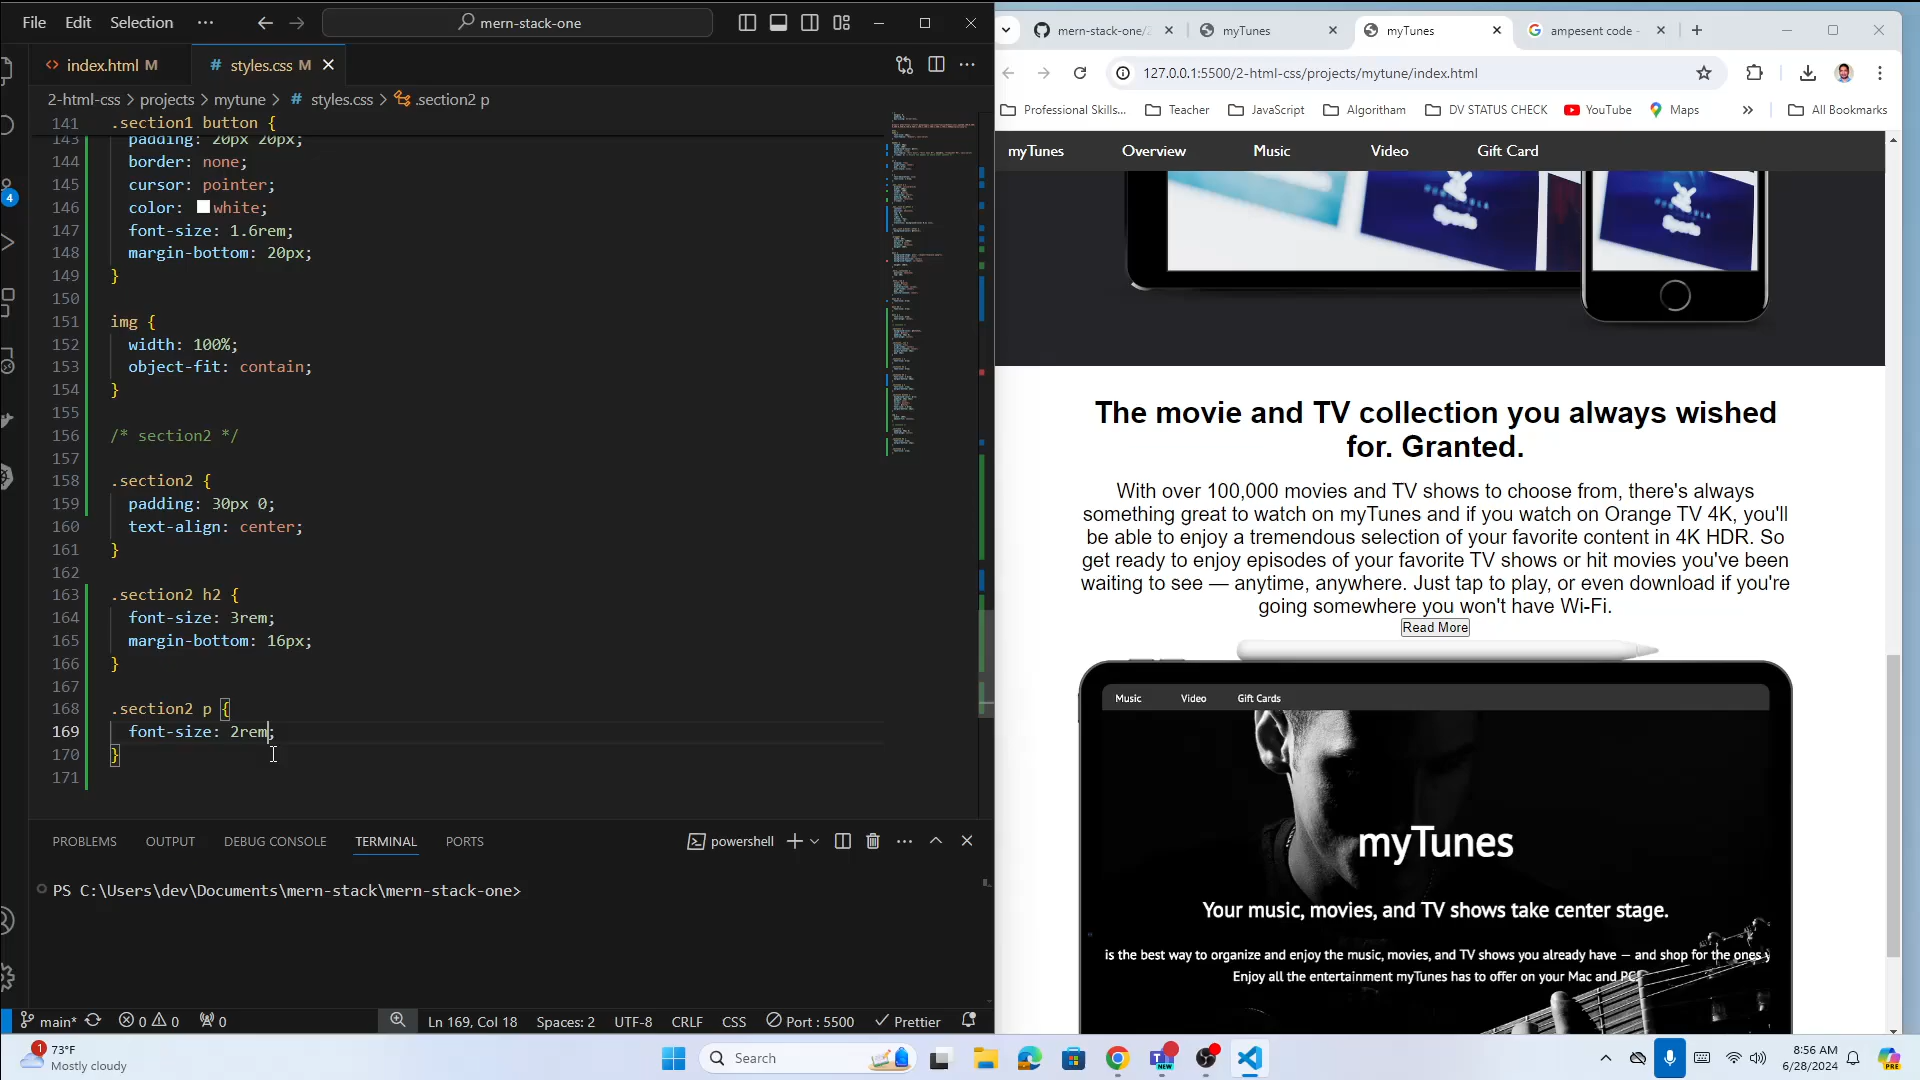 File Edit Selection ··· mern-stack-one
index.html M # styles.css M
2-html-css > projects > mytune > # styles.css > .section2 p
141 .section1 button {
143 padding: 20px 20px;
144 border: none;
145 cursor: pointer;
146 color: white;
147 font-size: 1.6rem;
148 margin-bottom: 20px;
149 }
150
151 img {
152 width: 100%;
153 object-fit: contain;
154 }
155
156 /* section2 */
157
158 .section2 {
159 padding: 30px 0;
160 text-align: center;
161 }
162
163 .section2 h2 {
164 font-size: 3rem;
165 margin-bottom: 16px;
166 }
167
168 .section2 p {
169 font-size: 2rem;
170 }
171
4
PROBLEMS OUTPUT DEBUG CONSOLE TERMINAL PORTS
powershell
PS C:\Users\dev\Documents\mern-stack\mern-stack-one>
main* 0 0 0
Ln 169, Col 18 Spaces: 2 UTF-8 CRLF CSS Port : 5500 Prettier
mern-stack-one/2 myTunes myTunes ampesent code -
127.0.0.1:5500/2-html-css/projects/mytune/index.html
Professional Skills... Teacher JavaScript Algoritham DV STATUS CHECK YouTube Maps » All Bookmarks
myTunes Overview Music Video Gift Card
The movie and TV collection you always wished
for. Granted.
With over 100,000 movies and TV shows to choose from, there's always
something great to watch on myTunes and if you watch on Orange TV 4K, you'll
be able to enjoy a tremendous selection of your favorite content in 4K HDR. So
get ready to enjoy episodes of your favorite TV shows or hit movies you've been
waiting to see — anytime, anywhere. Just tap to play, or even download if you're
going somewhere you won't have Wi-Fi.
Read More
Music Video Gift Cards
myTunes
Your music, movies, and TV shows take center stage.
is the best way to organize and enjoy the music, movies, and TV shows you already have — and shop for the ones y
Enjoy all the entertainment myTunes has to offer on your Mac and PC!
1 73°F
Mostly cloudy
Search
NEW
8:56 AM
6/28/2024
PRE